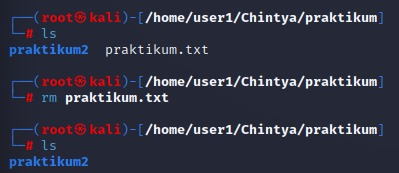 ┌──(root㉿kali)-[/home/user1/Chintya/praktikum]
└─# ls
praktikum2  praktikum.txt
┌──(root㉿kali)-[/home/user1/Chintya/praktikum]
└─# rm praktikum.txt
┌──(root㉿kali)-[/home/user1/Chintya/praktikum]
└─# ls
praktikum2